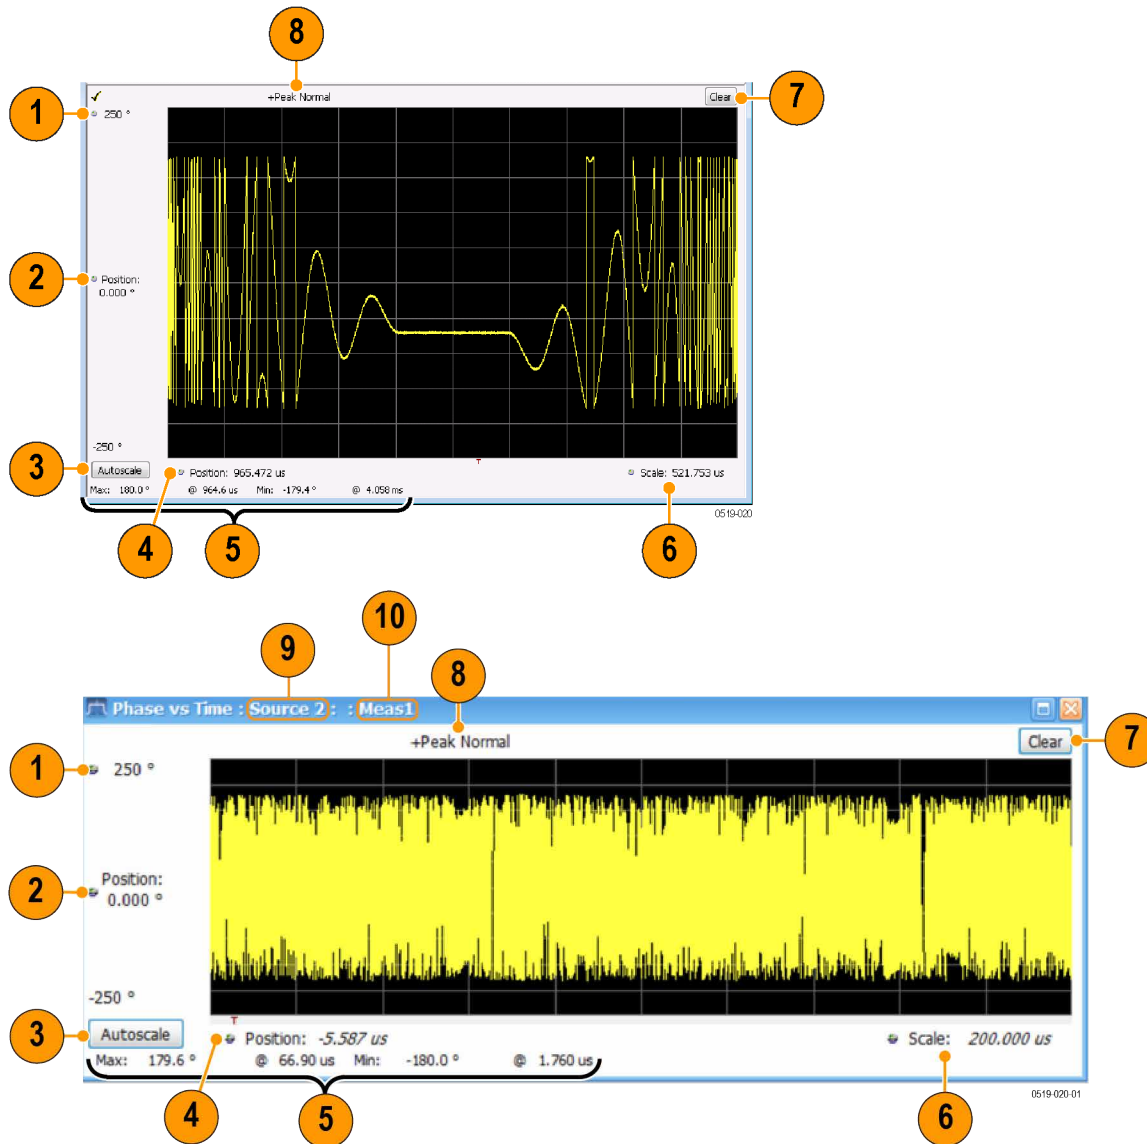 8
+Peak Normal
Clear
7
1
250 °
2
Position:
0.000 °
-250 °
3
Autoscale
Position: 965.472 us
T
Scale: 521.753 us
Max: 180.0 ° @ 964.6 us Min: -179.4 ° @ 4.058 ms
0519-020
4
5
6
10
9
8
Phase vs Time : Source 2 : : Meas1
+Peak Normal
Clear
7
1
250 °
2
Position:
0.000 °
-250 °
T
3
Autoscale
Position: -5.587 us
Scale: 200.000 us
Max: 179.6 ° @ 66.90 us Min: -180.0 ° @ 1.760 us
0519-020-01
4
5
6